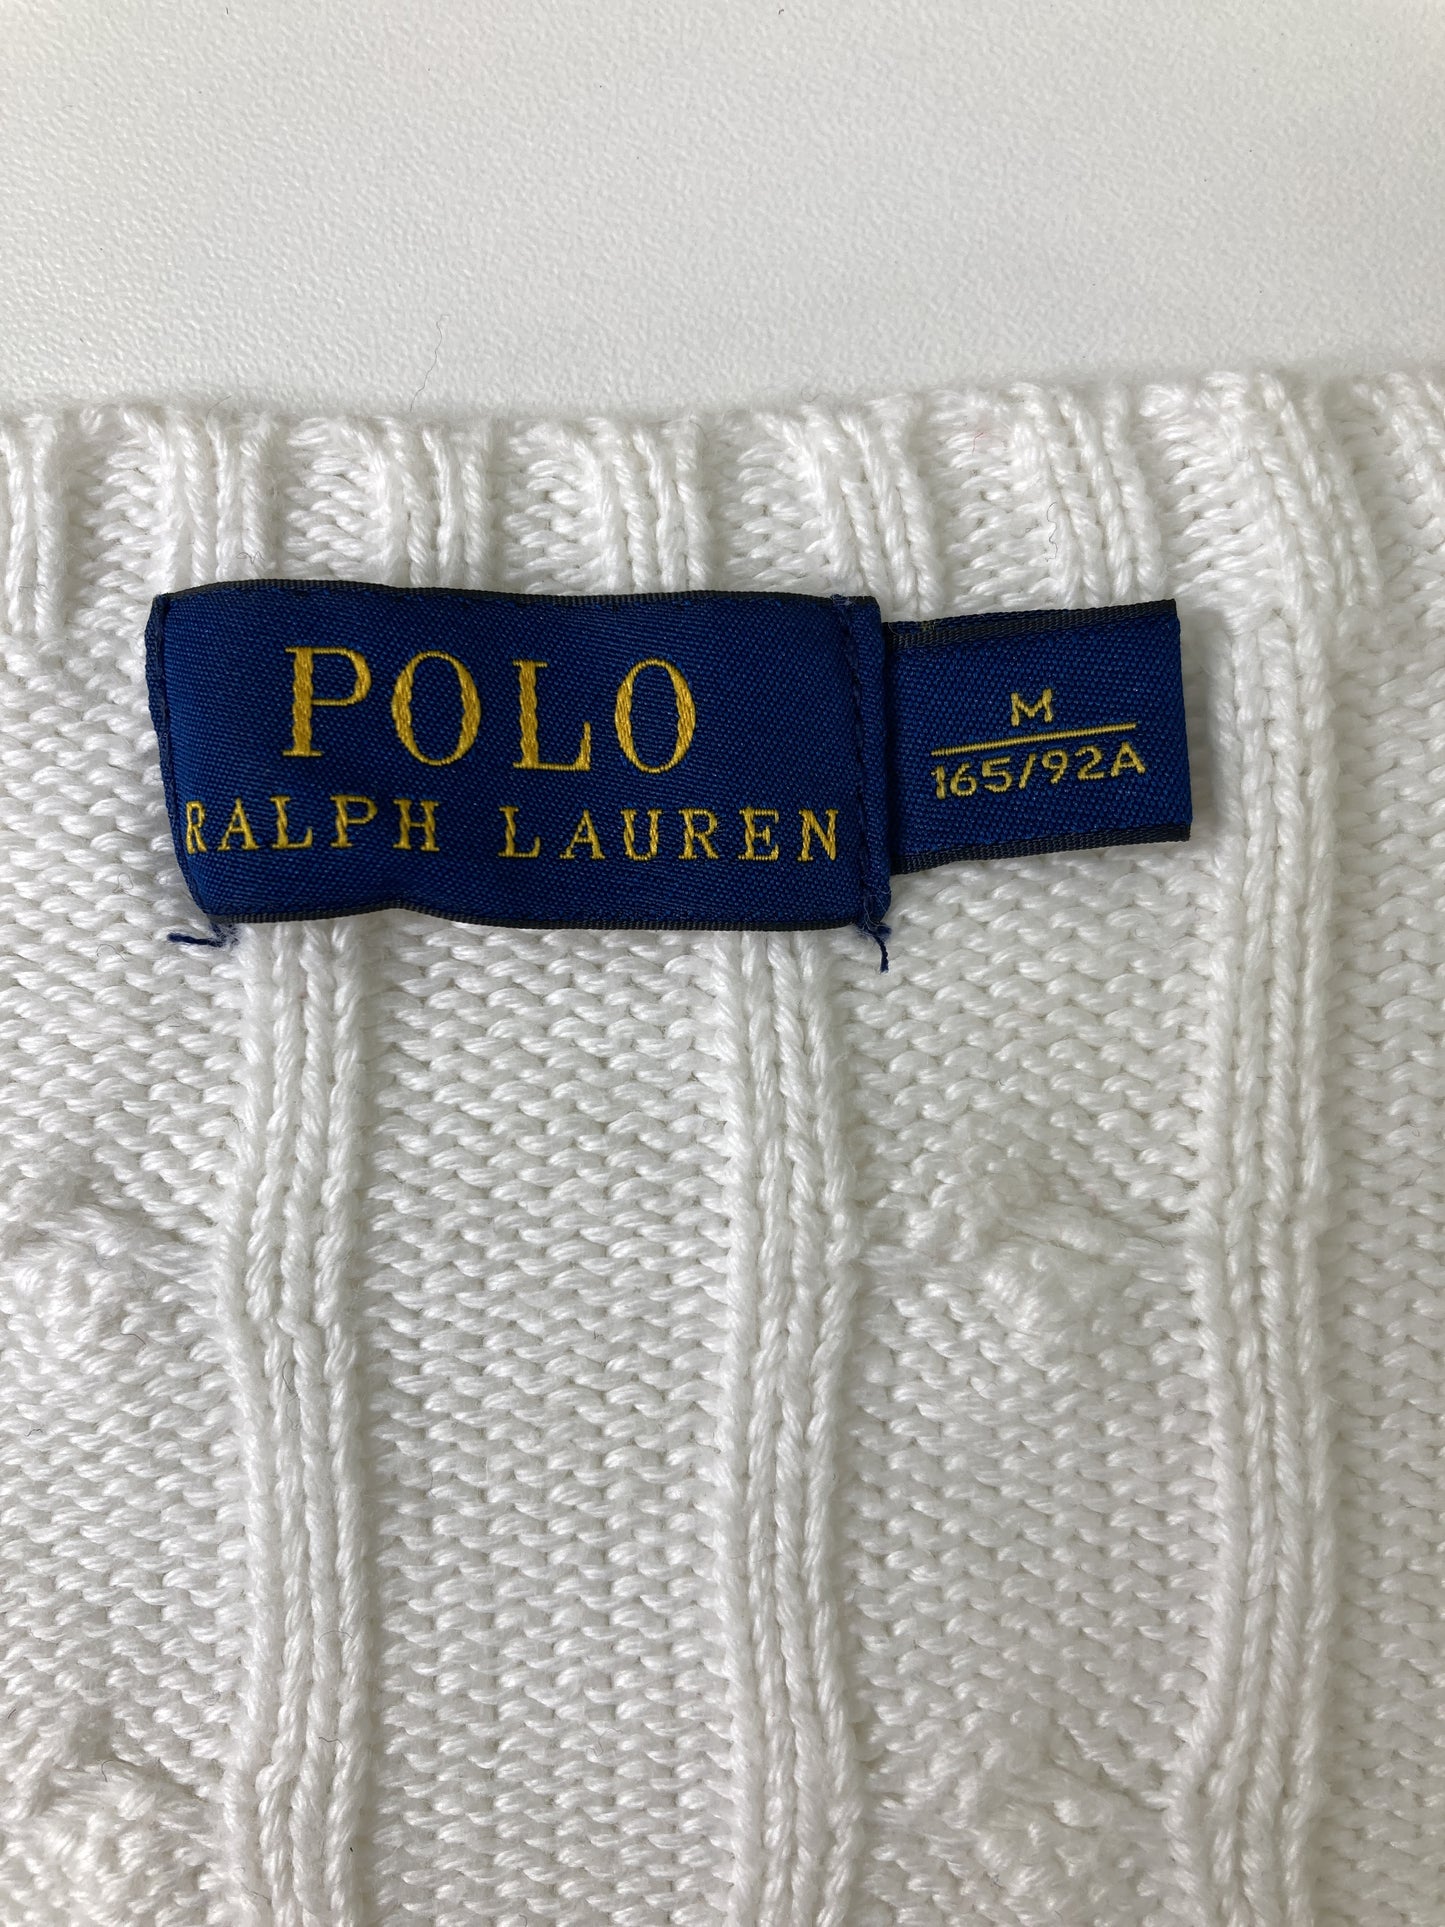 POLO
RALPH LAUREN
M
165/92A